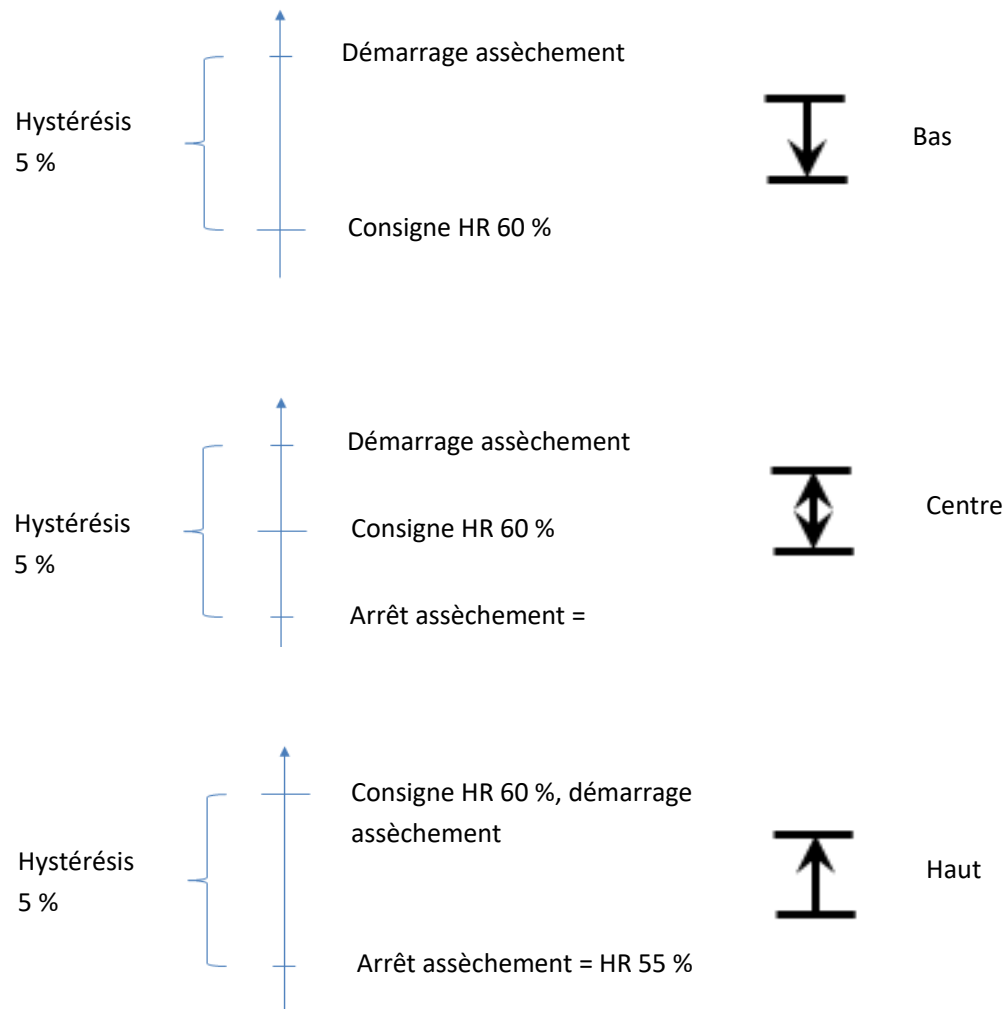 Démarrage assèchement
Hystérésis
5 %
Bas
Consigne HR 60 %
Démarrage assèchement
Hystérésis
5 %
Consigne HR 60 %
Centre
Arrêt assèchement =
Consigne HR 60 %, démarrage
assèchement
Hystérésis
5 %
Haut
Arrêt assèchement = HR 55 %